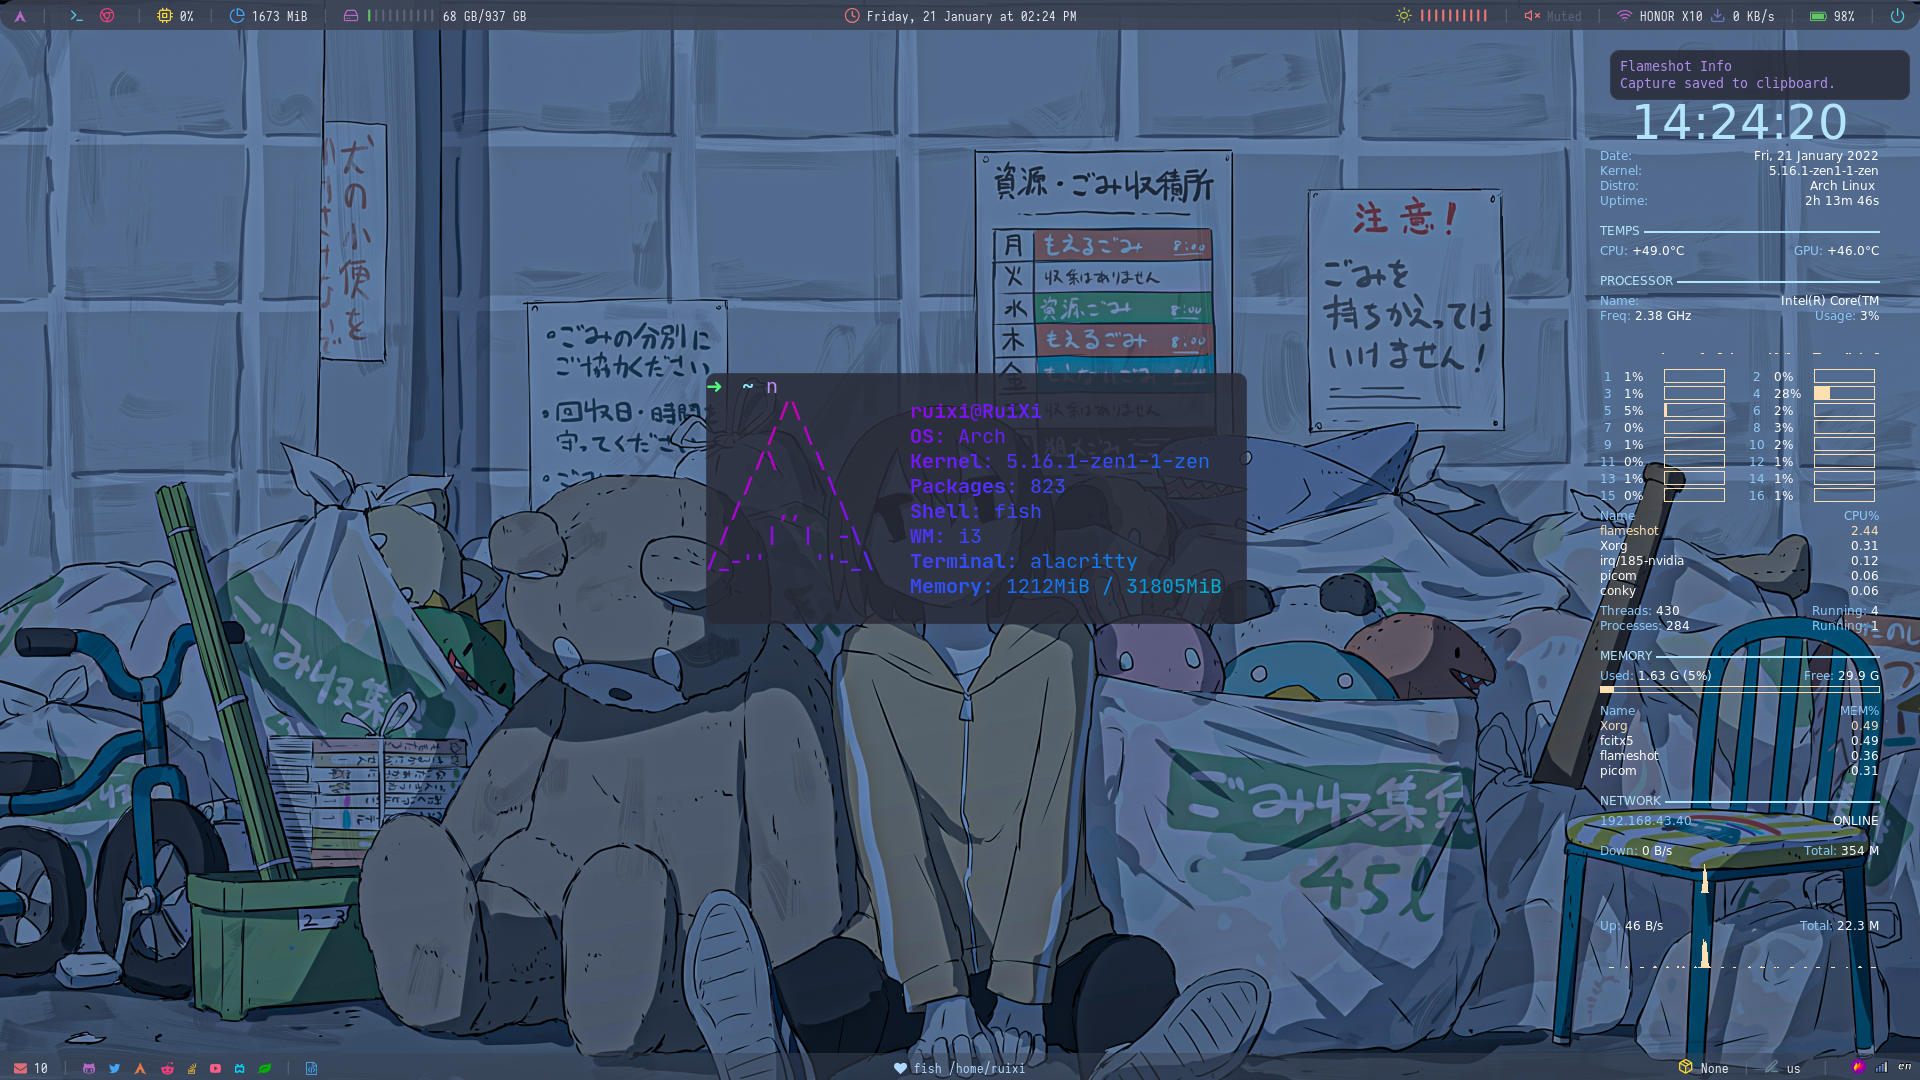 0%
1673 MiB
68 GB/937 GB
Friday, 21 January at 02:24 PM
Muted
HONOR X10
0 KB/s
98%
Flameshot Info
Capture saved to clipboard.
14:24:20
Date: Fri, 21 January 2022
Kernel: 5.16.1-zen1-1-zen
Distro: Arch Linux
Uptime: 2h 13m 46s
TEMPS
CPU: +49.0°C GPU: +46.0°C
PROCESSOR
Name: Intel(R) Core(TM
Freq: 2.38 GHz Usage: 3%
1 1% 2 0%
3 1% 4 28%
5 5% 6 2%
7 0% 8 3%
9 1% 10 2%
11 0% 12 1%
13 1% 14 1%
15 0% 16 1%
Name CPU%
flameshot 2.44
Xorg 0.31
irq/185-nvidia 0.12
picom 0.06
conky 0.06
Threads: 430 Running: 4
Processes: 284 Running: 1
MEMORY
Used: 1.63 G (5%) Free: 29.9 G
Name MEM%
Xorg 0.49
fcitx5 0.49
flameshot 0.36
picom 0.31
NETWORK
192.168.43.40 ONLINE
Down: 0 B/s Total: 354 M
Up: 46 B/s Total: 22.3 M
犬の小便を
資源・ごみ収積所
月 もえるごみ 8:00
火 収集はありません
水 資源ごみ 8:00
木 もえるごみ 8:00
金 もえないごみ
注意!
ごみを
持ちかえっては
いけません!
・ごみの分別に
ご協力ください
・回収日・時間を
守ってください
➜ ~ n
ruixi@RuiXi
OS: Arch
Kernel: 5.16.1-zen1-1-zen
Packages: 823
Shell: fish
WM: i3
Terminal: alacritty
Memory: 1212MiB / 31805MiB
ごみ収集
ごみ収集袋
45ℓ
2-3
10
fish /home/ruixi
None
us
en